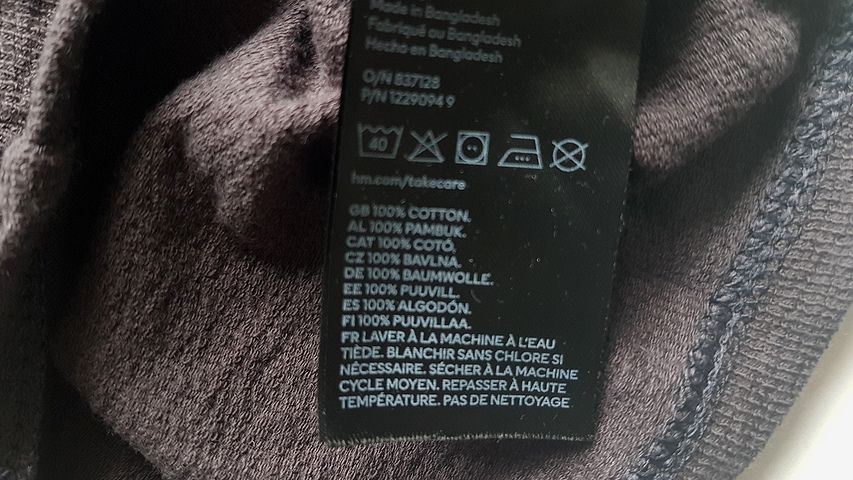 Made in Bangladesh
Fabriqué au Bangladesh
Hecho en Bangladesh
O/N 837128
P/N 12290949
40
hm.com/takecare
GB 100% COTTON.
AL 100% PAMBUK.
CAT 100% COTÓ.
CZ 100% BAVLNA.
DE 100% BAUMWOLLE.
EE 100% PUUVILL.
ES 100% ALGODÓN.
FI 100% PUUVILLAA.
FR LAVER À LA MACHINE À L'EAU
TIÈDE. BLANCHIR SANS CHLORE SI
NÉCESSAIRE. SÉCHER À LA MACHINE
CYCLE MOYEN. REPASSER À HAUTE
TEMPÉRATURE. PAS DE NETTOYAGE